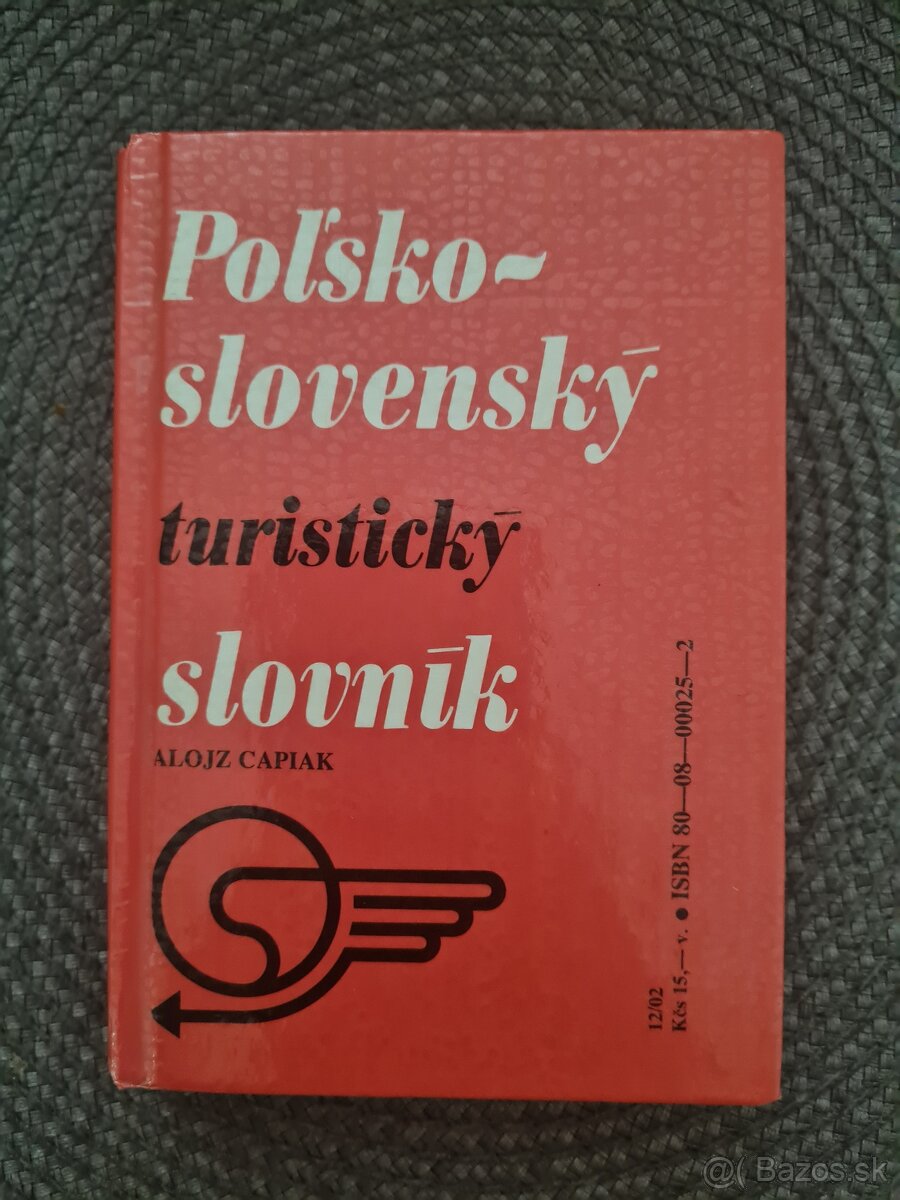 Poľsko-
slovenský
turistický
slovník
ALOJZ CAPIAK
12/02
Kčs 15,— v. ● ISBN 80—08—00025—2
@( Bazos.sk